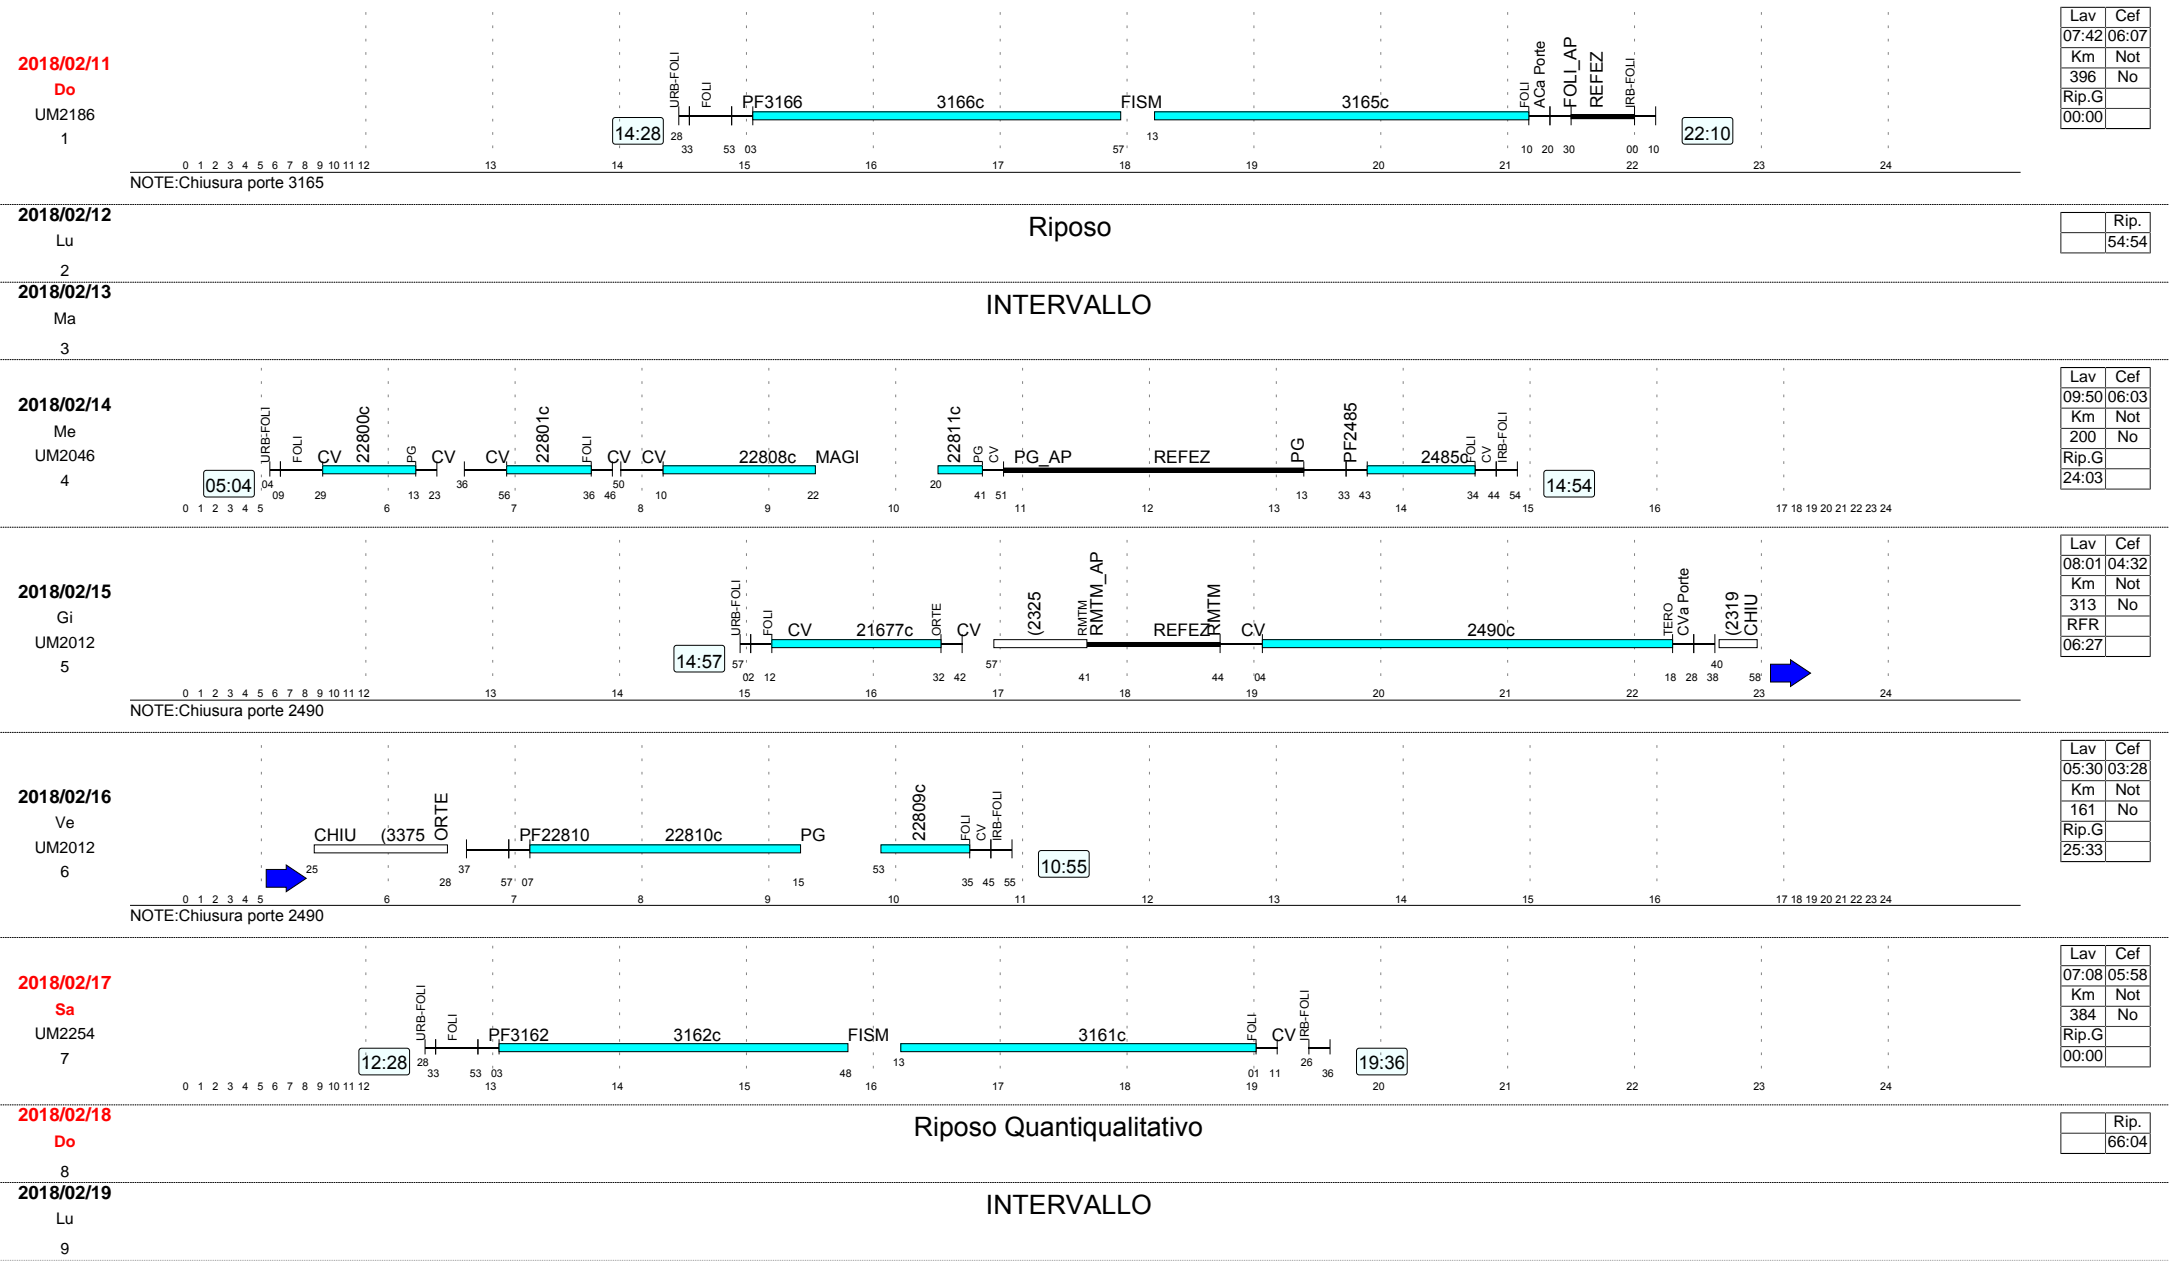 2018/02/11
Do
UM2186
1
14:28
URB-FOLI FOLI PF3166 3166c FISM 3165c FOLI ACa Porte FOLI_AP REFEZ IRB-FOLI
28 33 53 03 57 13 10 20 30 00 10
22:10
0 1 2 3 4 5 6 7 8 9 10 11 12 13 14 15 16 17 18 19 20 21 22 23 24
NOTE:Chiusura porte 3165
Lav Cef
07:42 06:07
Km Not
396 No
Rip.G
00:00
2018/02/12
Lu
2
Riposo
Rip.
54:54
2018/02/13
Ma
3
INTERVALLO
2018/02/14
Me
UM2046
4
05:04
URB-FOLI FOLI CV 22800c PG CV CV 22801c FOLI CV CV 22808c MAGI 22811c PG CV PG_AP REFEZ PG PF2485 2485c FOLI CV IRB-FOLI
04 09 29 13 23 36 56 36 46 50 10 22 20 41 51 13 33 43 34 44 54
14:54
0 1 2 3 4 5 6 7 8 9 10 11 12 13 14 15 16 17 18 19 20 21 22 23 24
Lav Cef
09:50 06:03
Km Not
200 No
Rip.G
24:03
2018/02/15
Gi
UM2012
5
14:57
URB-FOLI FOLI CV 21677c ORTE CV (2325 RMTM RMTM_AP REFEZ RMTM CV 2490c TERO CVa Porte (2319 CHIU
57 02 12 32 42 57 41 44 04 18 28 38 40 58
0 1 2 3 4 5 6 7 8 9 10 11 12 13 14 15 16 17 18 19 20 21 22 23 24
NOTE:Chiusura porte 2490
Lav Cef
08:01 04:32
Km Not
313 No
RFR
06:27
2018/02/16
Ve
UM2012
6
CHIU (3375 ORTE PF22810 22810c PG 22809c FOLI CV IRB-FOLI
25 28 37 57 07 15 53 35 45 55
10:55
0 1 2 3 4 5 6 7 8 9 10 11 12 13 14 15 16 17 18 19 20 21 22 23 24
NOTE:Chiusura porte 2490
Lav Cef
05:30 03:28
Km Not
161 No
Rip.G
25:33
2018/02/17
Sa
UM2254
7
12:28
URB-FOLI FOLI PF3162 3162c FISM 3161c FOLI CV IRB-FOLI
28 33 53 03 48 13 01 11 26 36
19:36
0 1 2 3 4 5 6 7 8 9 10 11 12 13 14 15 16 17 18 19 20 21 22 23 24
Lav Cef
07:08 05:58
Km Not
384 No
Rip.G
00:00
2018/02/18
Do
8
Riposo Quantiqualitativo
Rip.
66:04
2018/02/19
Lu
9
INTERVALLO